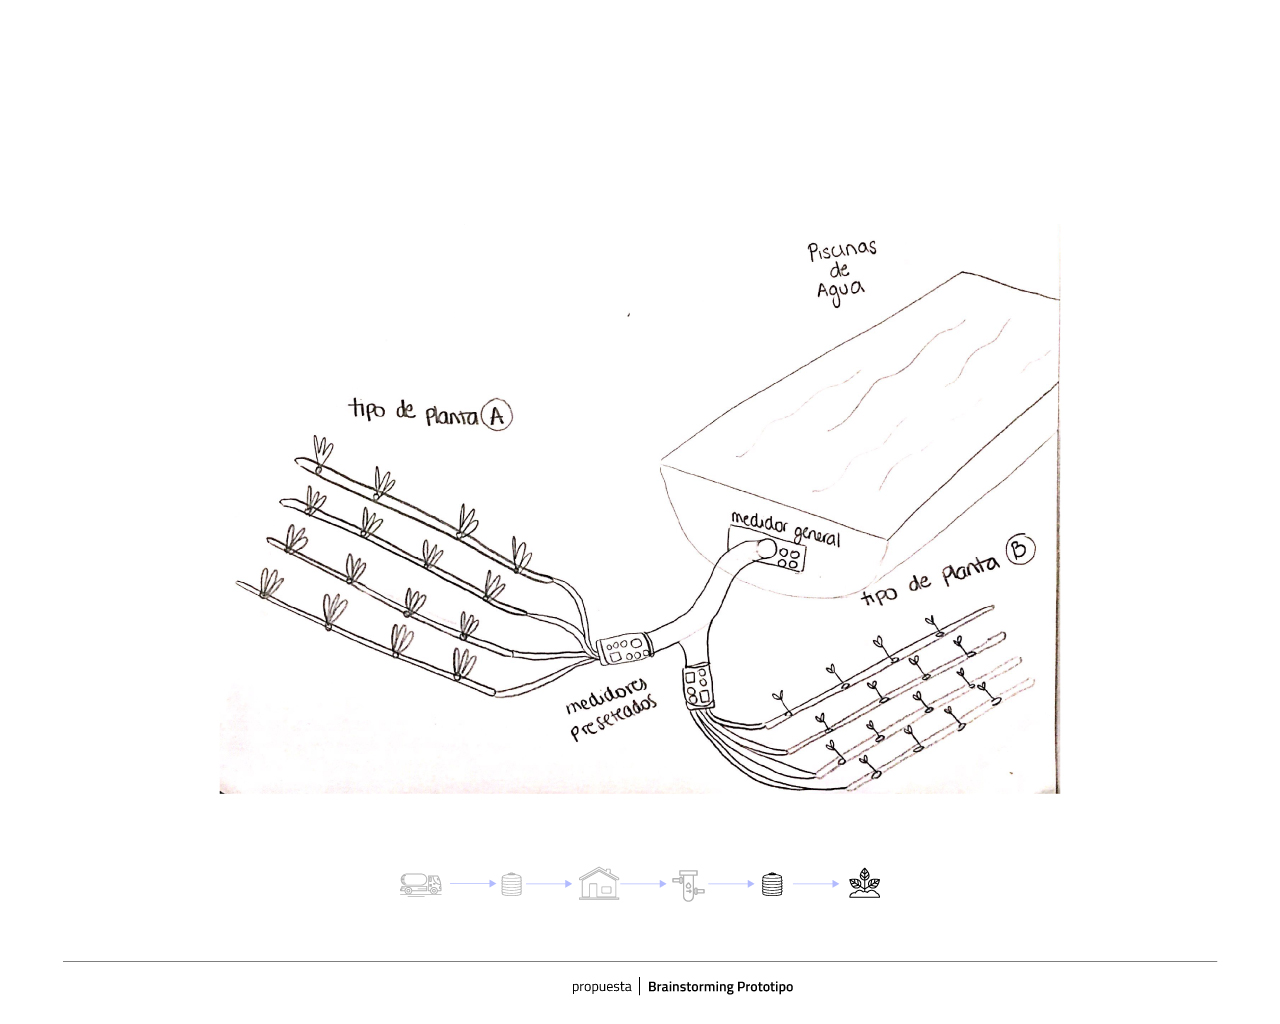 Piscinas
de
Agua
tipo de planta A
medidor general
tipo de planta B
medidores
preseteados
propuesta | Brainstorming Prototipo